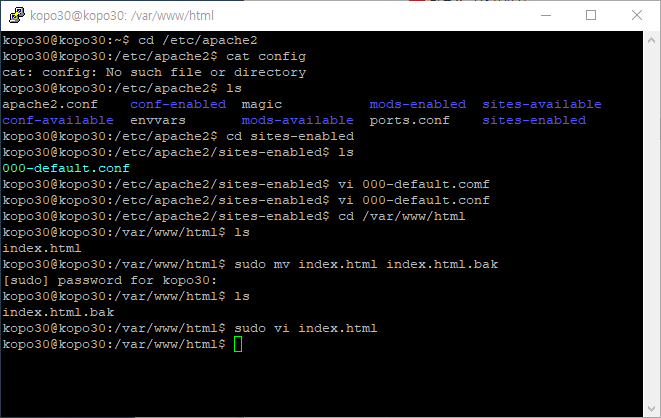 kopo30@kopo30: /var/www/html
kopo30@kopo30:~$ cd /etc/apache2
kopo30@kopo30:/etc/apache2$ cat config
cat: config: No such file or directory
kopo30@kopo30:/etc/apache2$ ls
apache2.conf    conf-enabled  magic           mods-enabled  sites-available
conf-available  envvars       mods-available  ports.conf    sites-enabled
kopo30@kopo30:/etc/apache2$ cd sites-enabled
kopo30@kopo30:/etc/apache2/sites-enabled$ ls
000-default.conf
kopo30@kopo30:/etc/apache2/sites-enabled$ vi 000-default.comf
kopo30@kopo30:/etc/apache2/sites-enabled$ vi 000-default.conf
kopo30@kopo30:/etc/apache2/sites-enabled$ cd /var/www/html
kopo30@kopo30:/var/www/html$ ls
index.html
kopo30@kopo30:/var/www/html$ sudo mv index.html index.html.bak
[sudo] password for kopo30:
kopo30@kopo30:/var/www/html$ ls
index.html.bak
kopo30@kopo30:/var/www/html$ sudo vi index.html
kopo30@kopo30:/var/www/html$